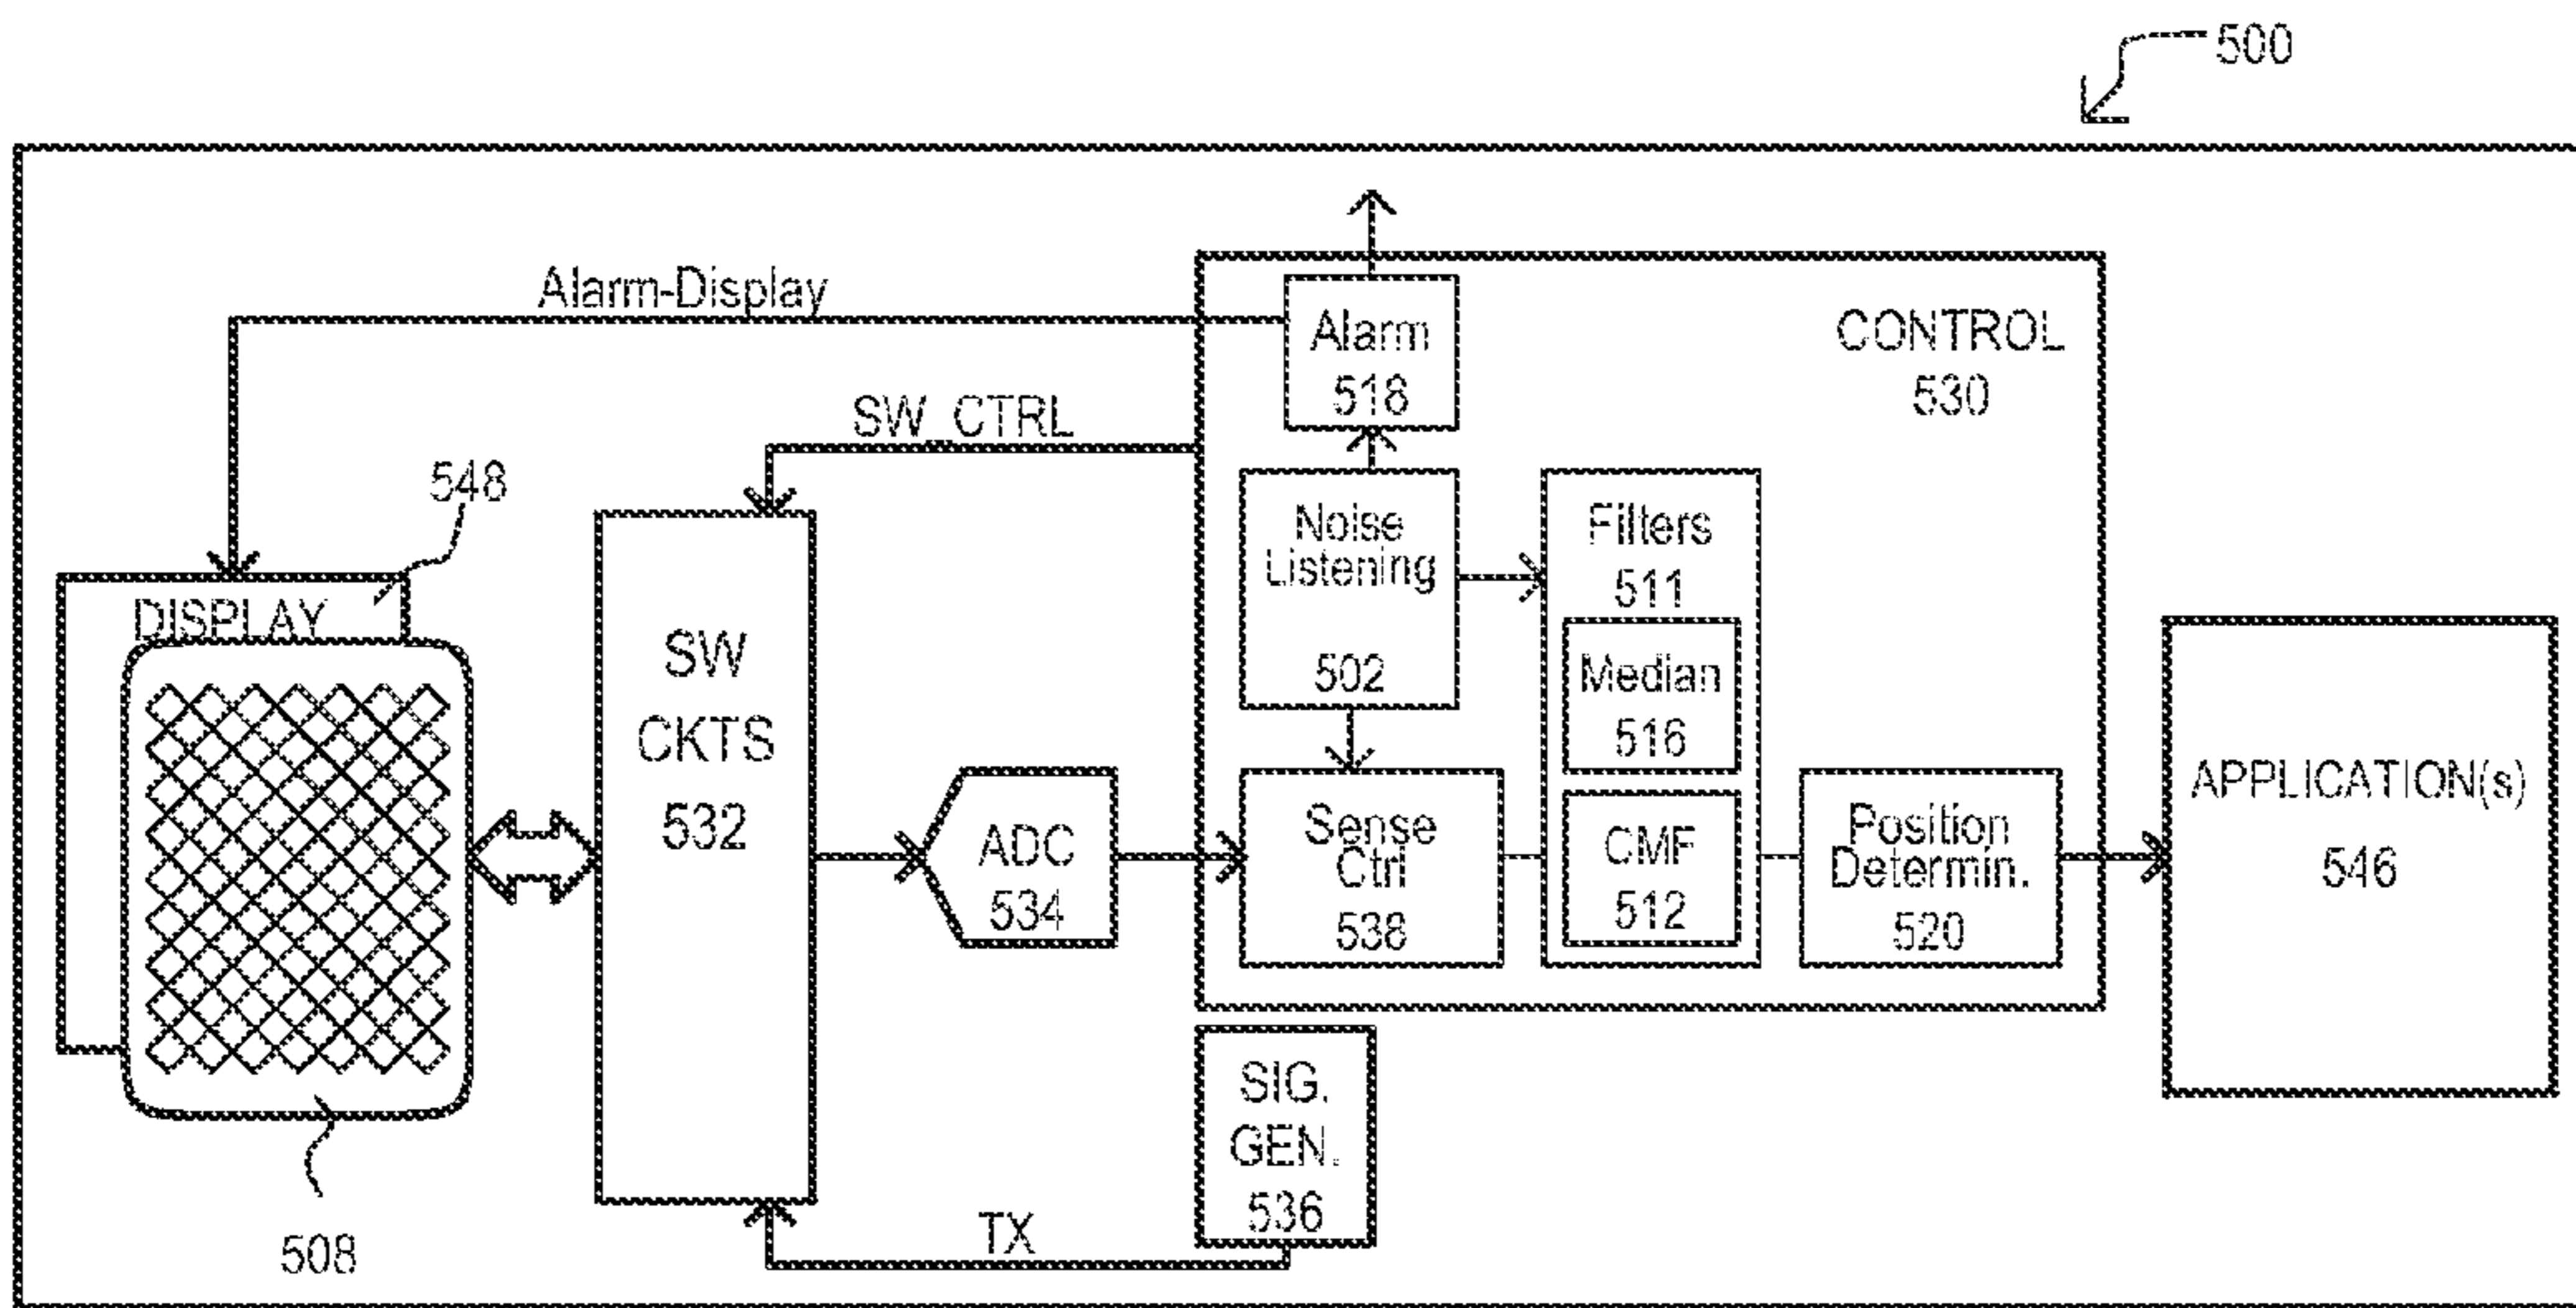 500
Alarm-Display
Alarm
518
CONTROL
530
SW_CTRL
548
Noise
Listening
502
Filters
511
DISPLAY
SW
CKTS
532
Median
516
APPLICATION(s)
546
ADC
534
Sense
Ctrl
538
CMF
512
Position
Determin.
520
SIG.
GEN.
536
TX
508